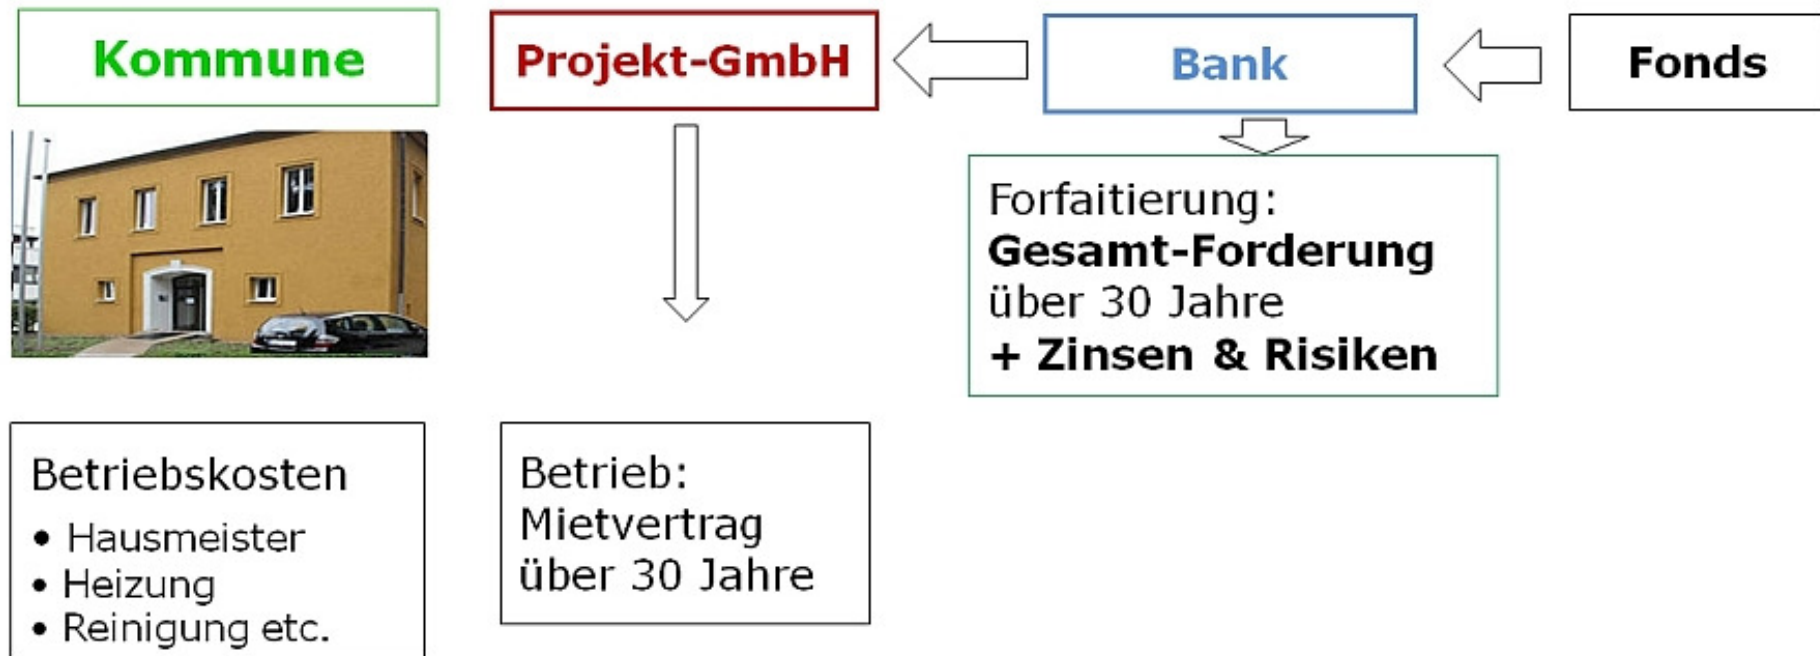 Kommune
Projekt-GmbH
Bank
Fonds
Forfaitierung:
Gesamt-Forderung
über 30 Jahre
+ Zinsen & Risiken
Betriebskosten
• Hausmeister
• Heizung
• Reinigung etc.
Betrieb:
Mietvertrag
über 30 Jahre